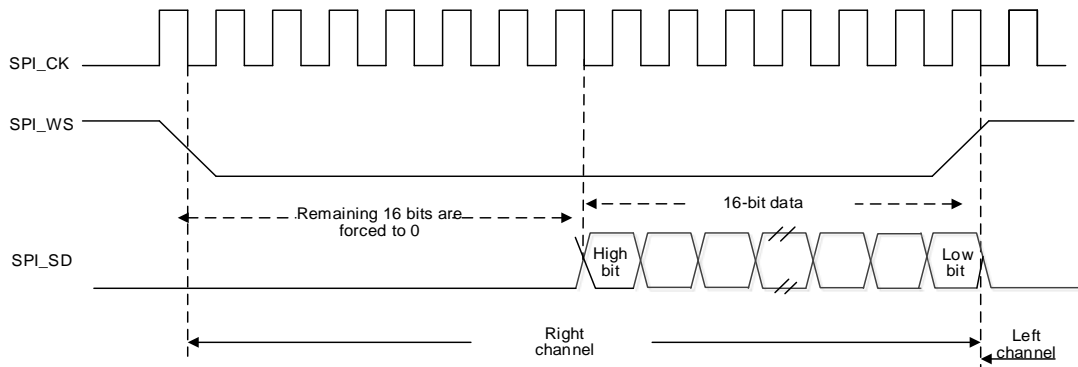 SPI_CK
SPI_WS
Remaining 16 bits are
forced to 0
16-bit data
SPI_SD
High
bit
Low
bit
Right
channel
Left
channel